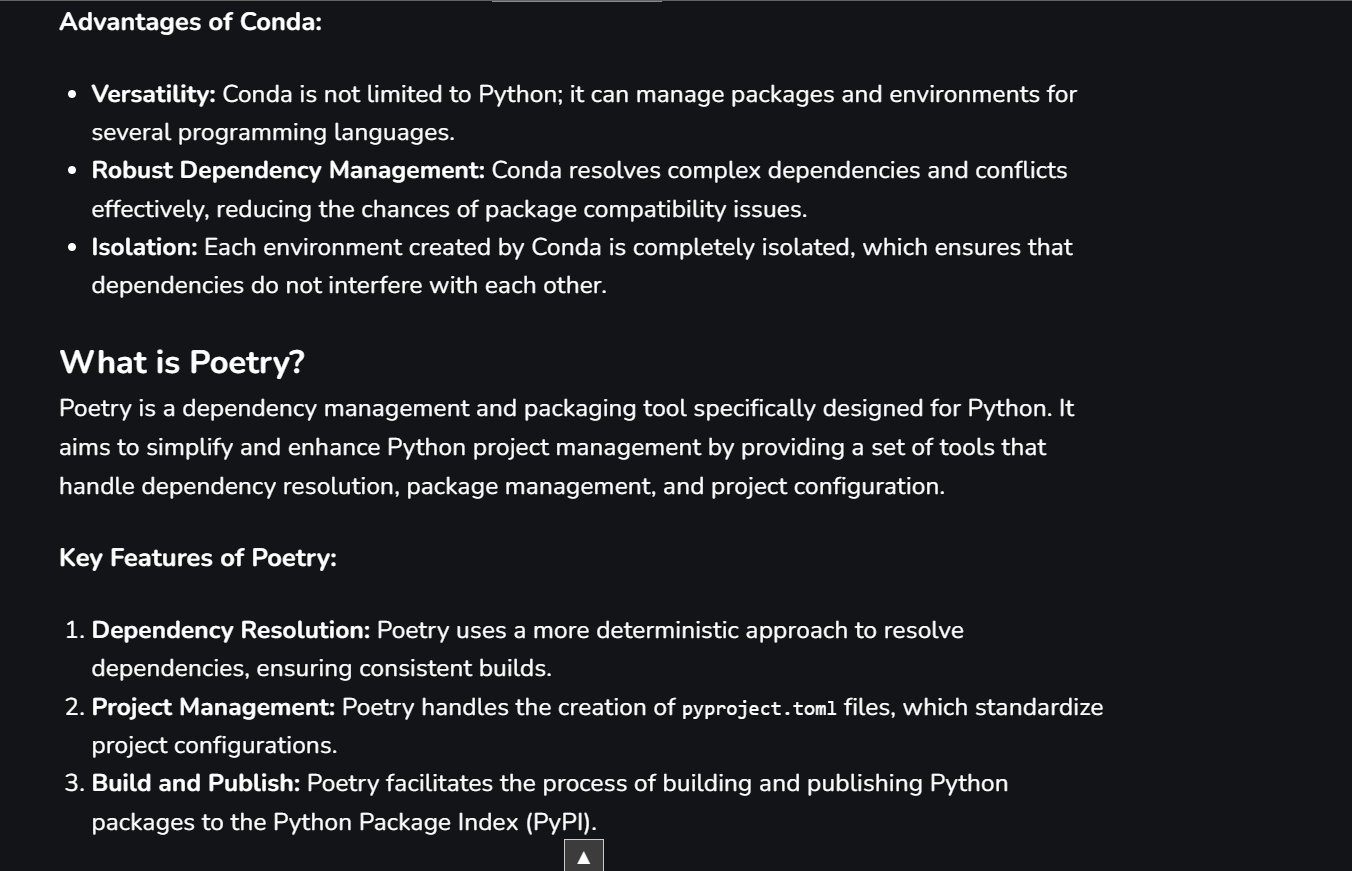 Advantages of Conda:
• Versatility: Conda is not limited to Python; it can manage packages and environments for
several programming languages.
• Robust Dependency Management: Conda resolves complex dependencies and conflicts
effectively, reducing the chances of package compatibility issues.
• Isolation: Each environment created by Conda is completely isolated, which ensures that
dependencies do not interfere with each other.
What is Poetry?
Poetry is a dependency management and packaging tool specifically designed for Python. It
aims to simplify and enhance Python project management by providing a set of tools that
handle dependency resolution, package management, and project configuration.
Key Features of Poetry:
1. Dependency Resolution: Poetry uses a more deterministic approach to resolve
dependencies, ensuring consistent builds.
2. Project Management: Poetry handles the creation of pyproject.toml files, which standardize
project configurations.
3. Build and Publish: Poetry facilitates the process of building and publishing Python
packages to the Python Package Index (PyPI).
▲